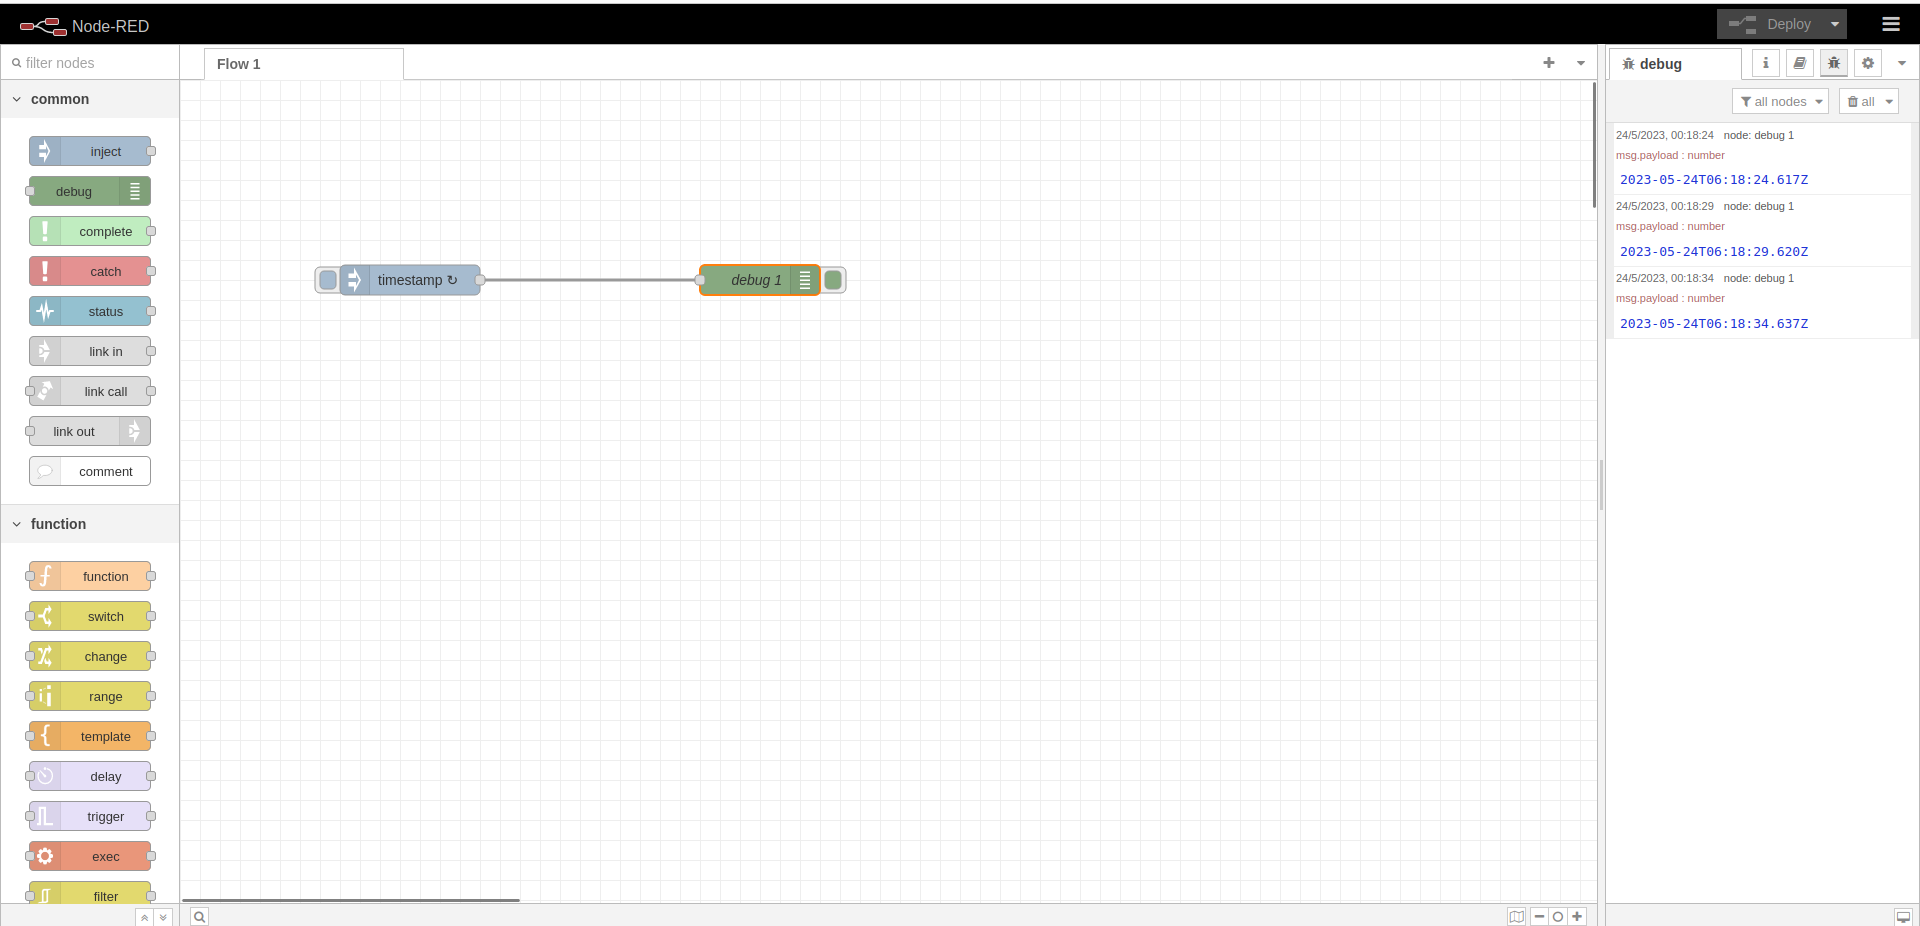 Node-RED
Deploy
filter nodes
common
inject
debug
complete
catch
status
link in
link call
link out
comment
function
function
switch
change
range
template
delay
trigger
exec
filter
Flow 1
timestamp ↻
debug 1
debug
all nodes
all
24/5/2023, 00:18:24 node: debug 1
msg.payload : number
2023-05-24T06:18:24.617Z
24/5/2023, 00:18:29 node: debug 1
msg.payload : number
2023-05-24T06:18:29.620Z
24/5/2023, 00:18:34 node: debug 1
msg.payload : number
2023-05-24T06:18:34.637Z